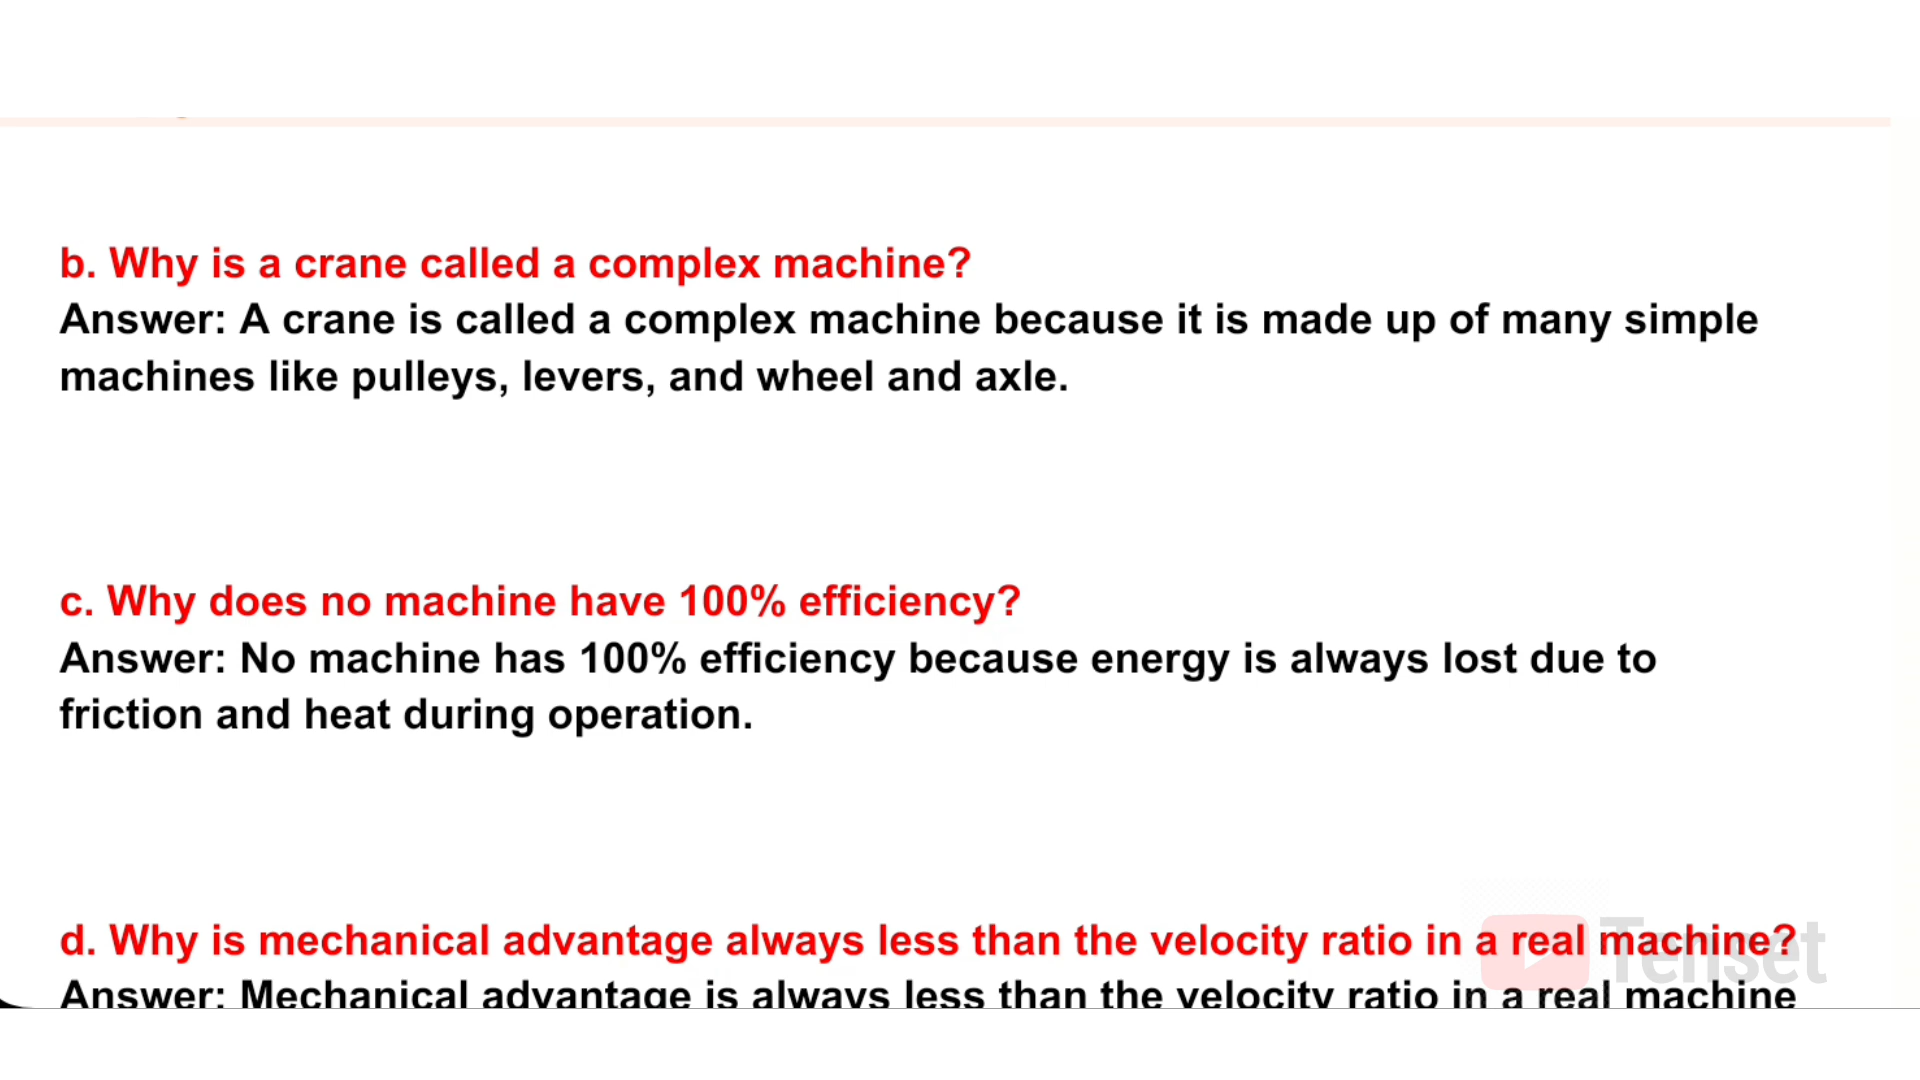 b. Why is a crane called a complex machine?
Answer: A crane is called a complex machine because it is made up of many simple
machines like pulleys, levers, and wheel and axle.
c. Why does no machine have 100% efficiency?
Answer: No machine has 100% efficiency because energy is always lost due to
friction and heat during operation.
d. Why is mechanical advantage always less than the velocity ratio in a real machine?
Answer: Mechanical advantage is always less than the velocity ratio in a real machine
Tenset